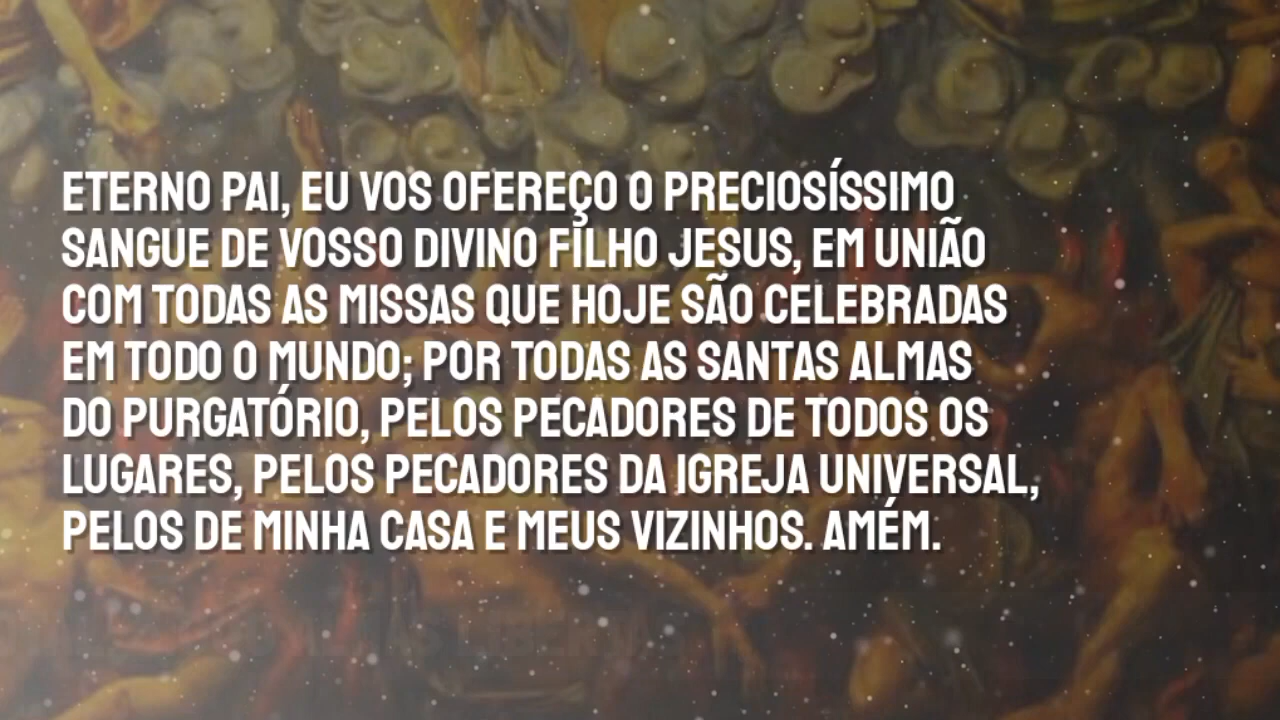 ETERNO PAI, EU VOS OFEREÇO O PRECIOSÍSSIMO
SANGUE DE VOSSO DIVINO FILHO JESUS, EM UNIÃO
COM TODAS AS MISSAS QUE HOJE SÃO CELEBRADAS
EM TODO O MUNDO; POR TODAS AS SANTAS ALMAS
DO PURGATÓRIO, PELOS PECADORES DE TODOS OS
LUGARES, PELOS PECADORES DA IGREJA UNIVERSAL,
PELOS DE MINHA CASA E MEUS VIZINHOS. AMÉM.